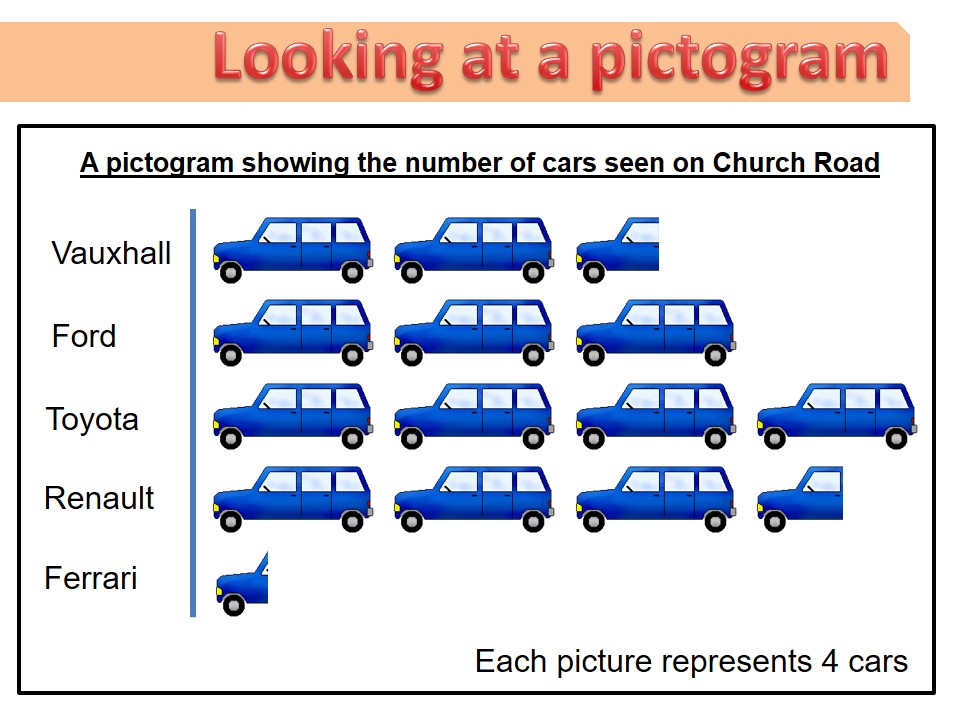 Looking at a pictogram
A pictogram showing the number of cars seen on Church Road
Vauxhall
Ford
Toyota
Renault
Ferrari
Each picture represents 4 cars